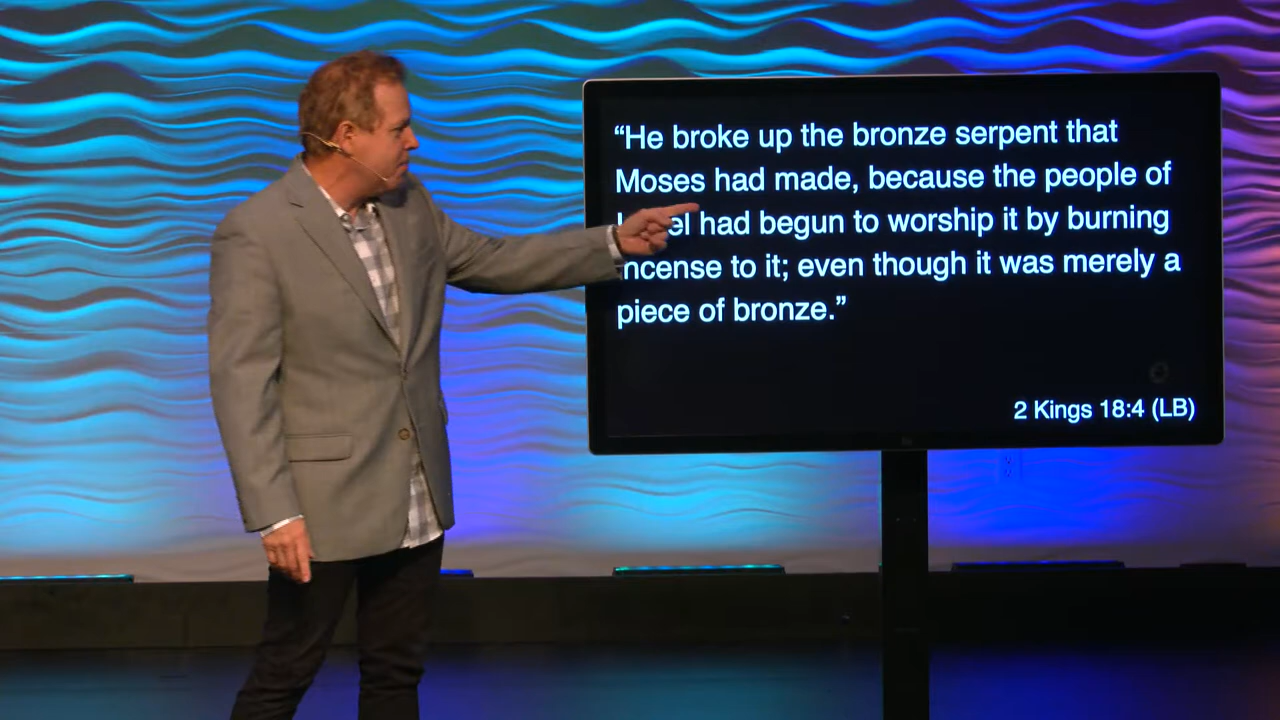 “He broke up the bronze serpent that
Moses had made, because the people of
had begun to worship it by burning
to it; even though it was merely a
piece of bronze.”
2 Kings 18:4 (LB)